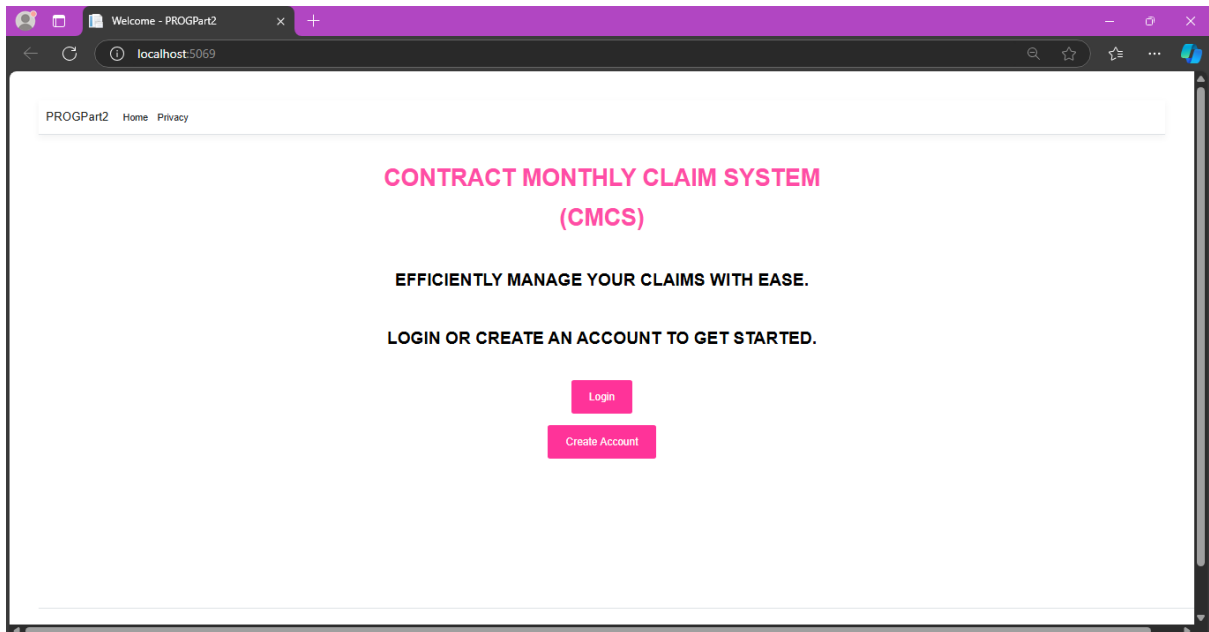 Welcome - PROGPart2
localhost:5069
PROGPart2 Home Privacy
CONTRACT MONTHLY CLAIM SYSTEM
(CMCS)
EFFICIENTLY MANAGE YOUR CLAIMS WITH EASE.
LOGIN OR CREATE AN ACCOUNT TO GET STARTED.
Login
Create Account